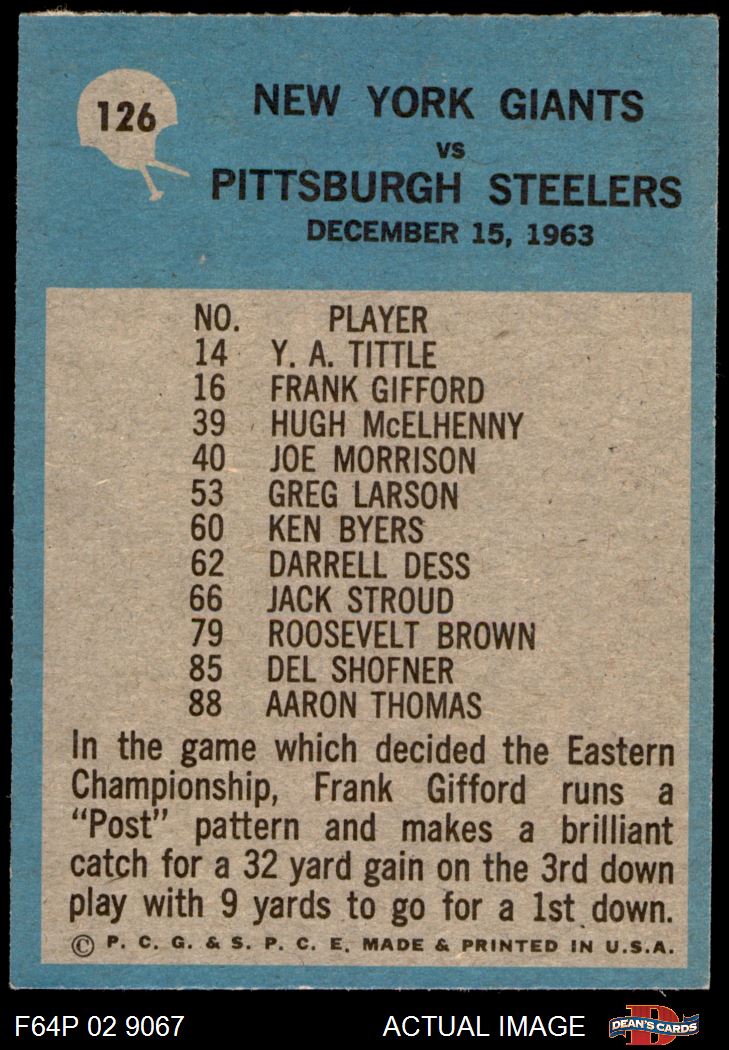 126
NEW YORK GIANTS
VS
PITTSBURGH STEELERS
DECEMBER 15, 1963
NO. PLAYER
14 Y. A. TITTLE
16 FRANK GIFFORD
39 HUGH McELHENNY
40 JOE MORRISON
53 GREG LARSON
60 KEN BYERS
62 DARRELL DESS
66 JACK STROUD
79 ROOSEVELT BROWN
85 DEL SHOFNER
88 AARON THOMAS
In the game which decided the Eastern
Championship, Frank Gifford runs a
"Post" pattern and makes a brilliant
catch for a 32 yard gain on the 3rd down
play with 9 yards to go for a 1st down.
© P. C. G. & S. P. C. E. MADE & PRINTED IN U.S.A.
F64P 02 9067 ACTUAL IMAGE D DEAN'S CARDS